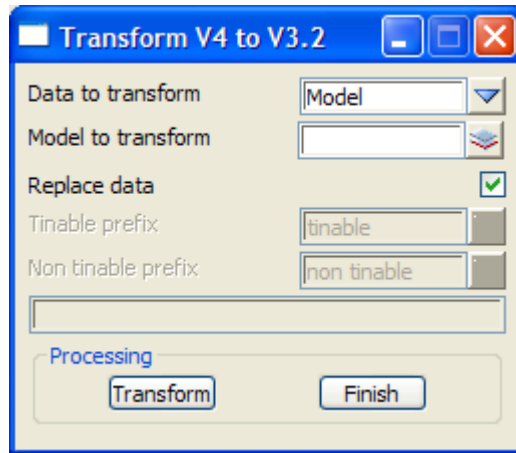 Transform V4 to V3.2
Data to transform Model
Model to transform
Replace data
Tinable prefix tinable
Non tinable prefix non tinable
Processing
Transform Finish